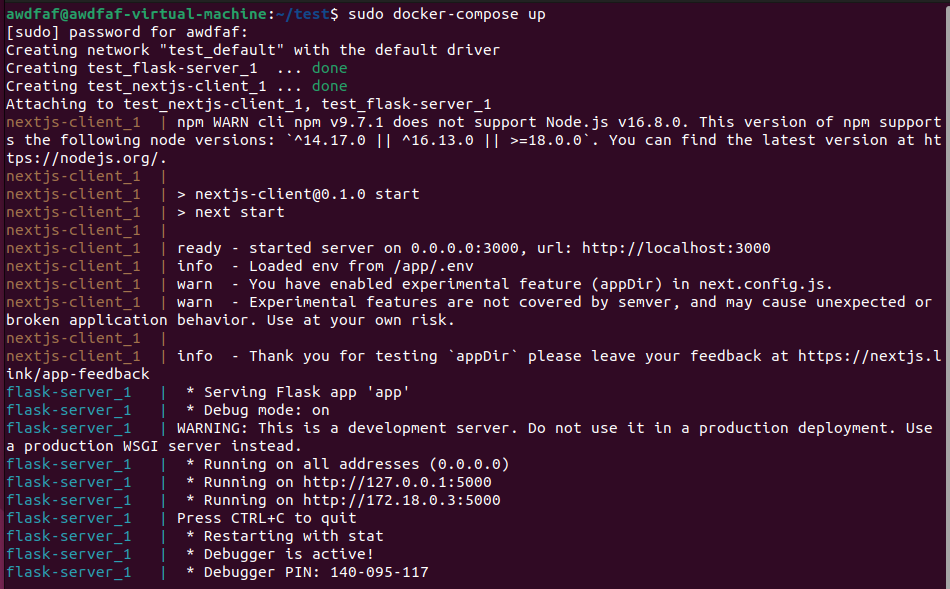 awdfaf@awdfaf-virtual-machine:~/test$ sudo docker-compose up
[sudo] password for awdfaf:
Creating network "test_default" with the default driver
Creating test_flask-server_1  ... done
Creating test_nextjs-client_1 ... done
Attaching to test_nextjs-client_1, test_flask-server_1
nextjs-client_1  | npm WARN cli npm v9.7.1 does not support Node.js v16.8.0. This version of npm support
s the following node versions: `^14.17.0 || ^16.13.0 || >=18.0.0`. You can find the latest version at ht
tps://nodejs.org/.
nextjs-client_1  |
nextjs-client_1  | > nextjs-client@0.1.0 start
nextjs-client_1  | > next start
nextjs-client_1  |
nextjs-client_1  | ready - started server on 0.0.0.0:3000, url: http://localhost:3000
nextjs-client_1  | info  - Loaded env from /app/.env
nextjs-client_1  | warn  - You have enabled experimental feature (appDir) in next.config.js.
nextjs-client_1  | warn  - Experimental features are not covered by semver, and may cause unexpected or
broken application behavior. Use at your own risk.
nextjs-client_1  |
nextjs-client_1  | info  - Thank you for testing `appDir` please leave your feedback at https://nextjs.l
ink/app-feedback
flask-server_1   |  * Serving Flask app 'app'
flask-server_1   |  * Debug mode: on
flask-server_1   | WARNING: This is a development server. Do not use it in a production deployment. Use
a production WSGI server instead.
flask-server_1   |  * Running on all addresses (0.0.0.0)
flask-server_1   |  * Running on http://127.0.0.1:5000
flask-server_1   |  * Running on http://172.18.0.3:5000
flask-server_1   | Press CTRL+C to quit
flask-server_1   |  * Restarting with stat
flask-server_1   |  * Debugger is active!
flask-server_1   |  * Debugger PIN: 140-095-117